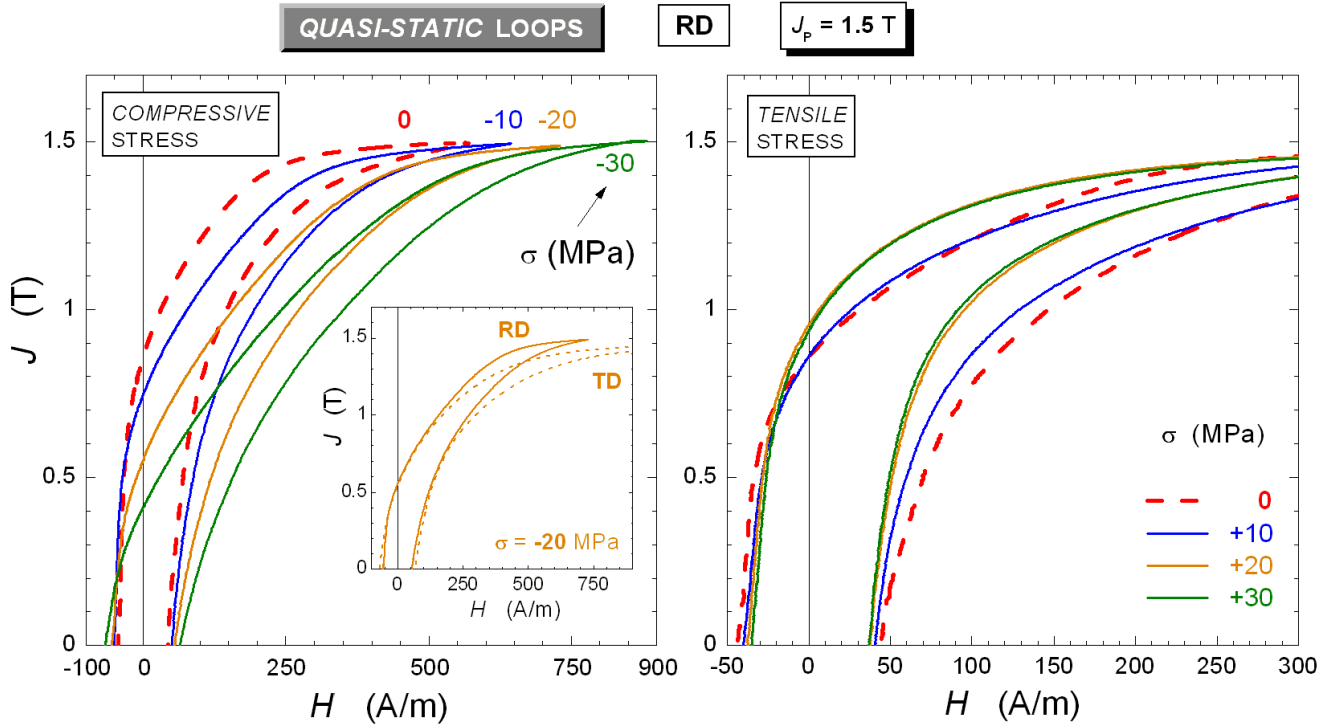 QUASI-STATIC LOOPS
RD
J_P = 1.5 T
COMPRESSIVE
STRESS
0
-10
-20
-30
σ (MPa)
J (T)
1.5
1
0.5
0
-100
0
250
500
750
900
H (A/m)
RD
TD
σ = -20 MPa
J (T)
1.5
1
0.5
0
0
250
500
750
H (A/m)
TENSILE
STRESS
σ (MPa)
0
+10
+20
+30
1.5
1
0.5
0
-50
0
50
100
150
200
250
300
H (A/m)